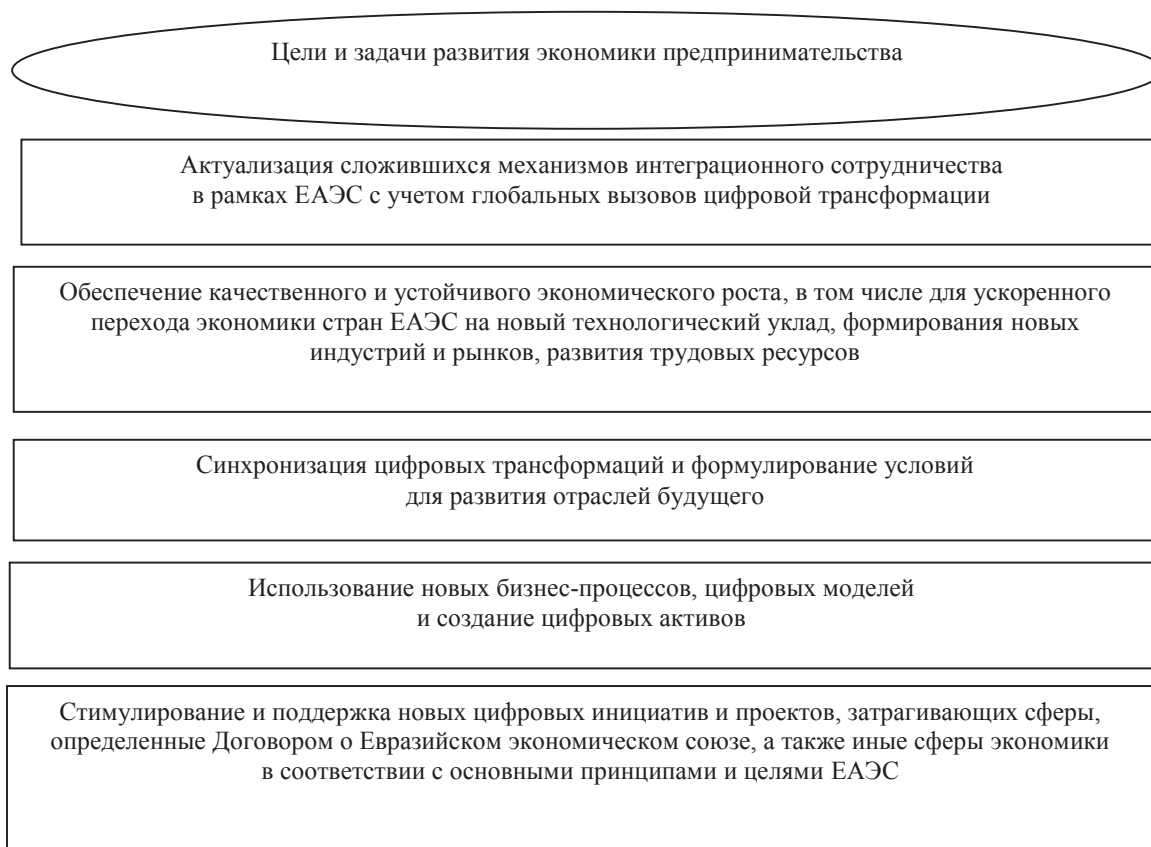 Цели и задачи развития экономики предпринимательства
Актуализация сложившихся механизмов интеграционного сотрудничества
в рамках ЕАЭС с учетом глобальных вызовов цифровой трансформации
Обеспечение качественного и устойчивого экономического роста, в том числе для ускоренного
перехода экономики стран ЕАЭС на новый технологический уклад, формирования новых
индустрий и рынков, развития трудовых ресурсов
Синхронизация цифровых трансформаций и формулирование условий
для развития отраслей будущего
Использование новых бизнес-процессов, цифровых моделей
и создание цифровых активов
Стимулирование и поддержка новых цифровых инициатив и проектов, затрагивающих сферы,
определенные Договором о Евразийском экономическом союзе, а также иные сферы экономики
в соответствии с основными принципами и целями ЕАЭС